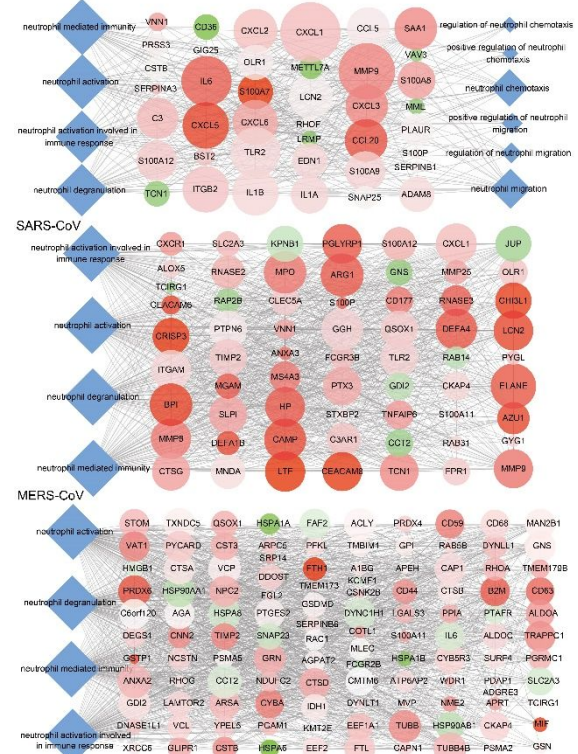 neutrophil mediated immunity
VNN1
CD36
CXCL2
CXCL1
CCL5
SAA1
regulation of neutrophil chemotaxis
PRSS3
GIG25
VAV3
positive regulation of neutrophil
chemotaxis
neutrophil activation
CSTB
IL6
OLR1
METTL7A
MMP9
S100A8
neutrophil chemotaxis
SERPINA3
S100A7
LCN2
CXCL3
MML
C3
CXCL5
CXCL6
RHOF
PLAUR
positive regulation of neutrophil
migration
neutrophil activation involved in
immune response
LRMP
CCL20
S100A12
BST2
TLR2
EDN1
S100P
regulation of neutrophil migration
SERPINB1
S100A9
neutrophil degranulation
TCN1
ITGB2
IL1B
IL1A
SNAP25
ADAM8
neutrophil migration
SARS-CoV
neutrophil activation involved in
immune response
CXCR1
SLC2A3
KPNB1
PGLYRP1
S100A12
CXCL1
JUP
ALOX5
RNASE2
MPO
ARG1
GNS
MMP25
OLR1
TCIRG1
CEACAM6
RAP2B
CLEC5A
S100P
CD177
RNASE3
CHI3L1
neutrophil activation
CRISP3
PTPN6
VNN1
GGH
QSOX1
DEFA4
LCN2
TIMP2
ANXA3
FCGR3B
TLR2
RAB14
PYGL
ITGAM
neutrophil degranulation
MGAM
MS4A3
PTX3
GDI2
CKAP4
ELANE
BPI
SLPI
HP
STXBP2
TNFAIP6
S100A11
AZU1
MMP8
DEFA1B
CAMP
C3AR1
CCT2
RAB31
GYG1
neutrophil mediated immunity
CTSG
MNDA
LTF
CEACAM8
TCN1
FPR1
MMP9
MERS-CoV
neutrophil activation
STOM
TXNDC5
QSOX1
HSPA1A
FAF2
ACLY
PRDX4
CD59
CD68
MAN2B1
VAT1
PYCARD
CST3
ARPC5
PFKL
TMBIM1
GPI
RAB5B
DYNLL1
GNS
SRP14
HMGB1
CTSA
VCP
DDOST
FTH1
A1BG
APEH
CAP1
RHOA
TMEM179B
neutrophil degranulation
PRDX6
HSP90AA1
NPC2
FGL2
TMEM173
KCMF1
CSNK2B
CD44
CTSB
B2M
CD63
C6orf120
AGA
HSPA8
PTGES2
GSDMD
DYNC1H1
LGALS3
PPIA
PTAFR
ALDOA
SERPINB6
DEGS1
CNN2
TIMP2
SNAP23
RAC1
COTL1
S100A11
IL6
ALDOC
TRAPPC1
MLEC
neutrophil mediated immunit
GSTP1
NCSTN
PSMA5
GRN
AGPAT2
FCGR2B
HSPA1B
CYB5R3
SURF4
PGRMC1
ANXA2
RHOG
CCT2
NDUFC2
CTSD
CMTM6
ATP6AP2
WDR1
PDAP1
SLC2A3
ADGRE3
GDI2
LAMTOR2
ARSA
CYBA
IDH1
DYNLT1
MVP
NME2
APRT
TCIRG1
neutrophil activation involved
in immune response
DNASE1L1
VCL
YPEL5
PGAM1
KMT2E
EEF1A1
TUBB
HSP90AB1
CKAP4
MIF
XRCC6
GLIPR1
CSTB
HSPA6
EEF2
FTL
CAPN1
TUBB4B
PSMA2
GSN